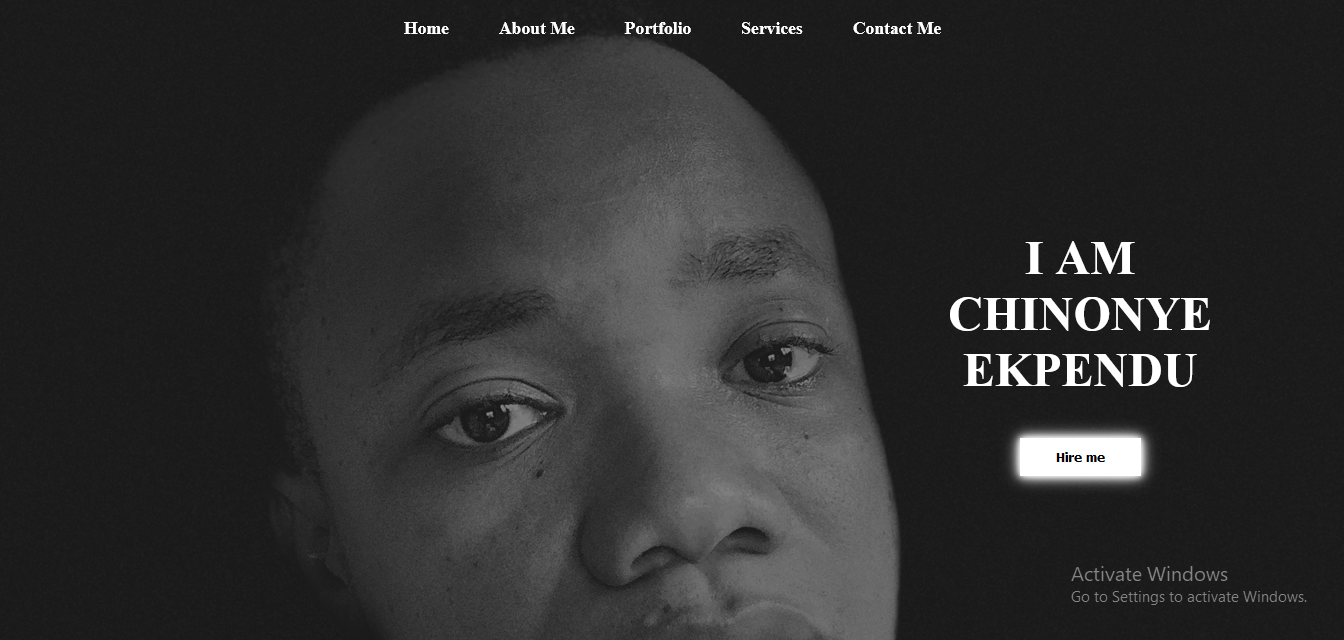 Home About Me Portfolio Services Contact Me
I AM
CHINONYE
EKPENDU
Hire me
Activate Windows
Go to Settings to activate Windows.